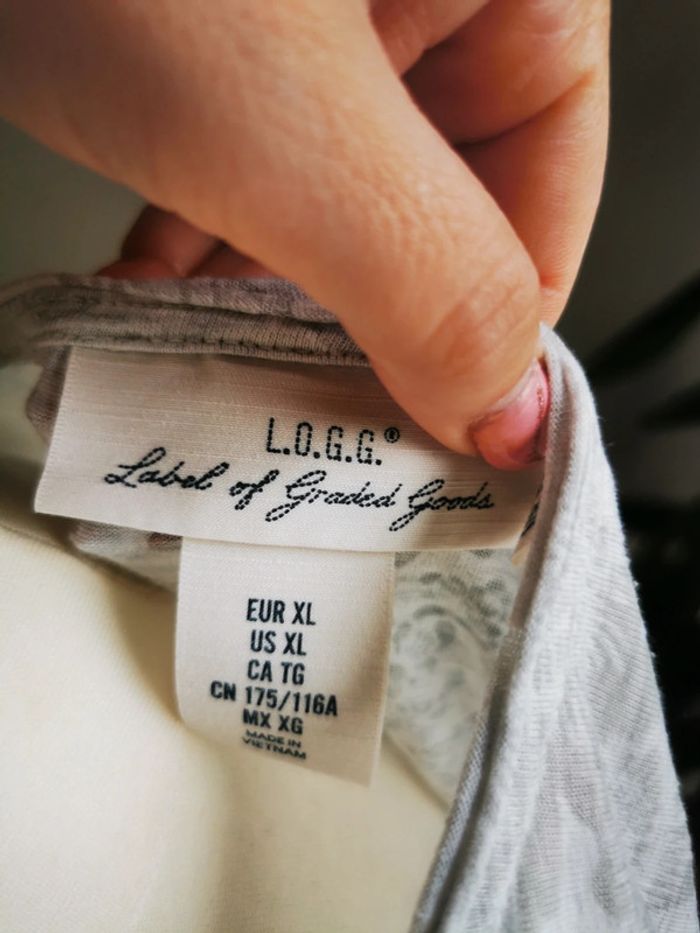 L.O.G.G.®
Label of Graded Goods
EUR XL
US XL
CA TG
CN 175/116A
MX XG
MADE IN
VIETNAM